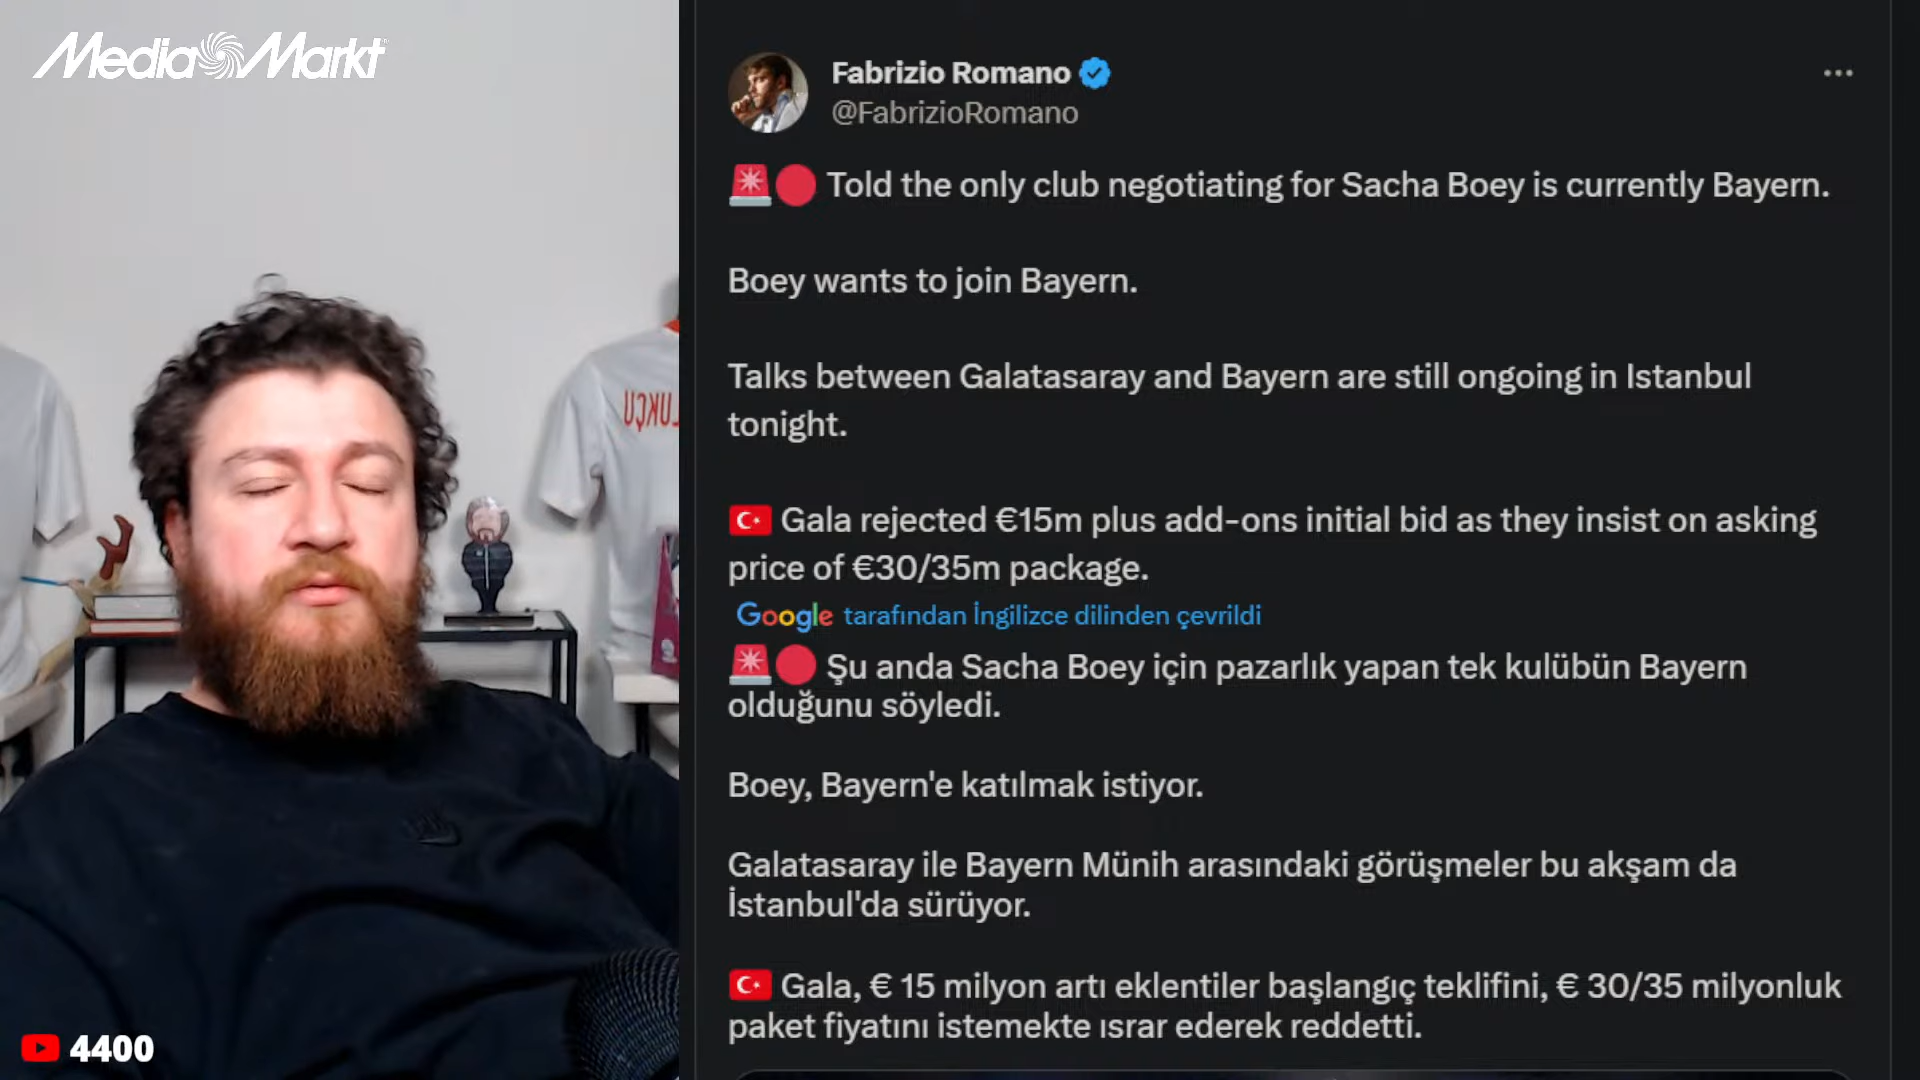 MediaMarkt
Fabrizio Romano
@FabrizioRomano
🚨🔴 Told the only club negotiating for Sacha Boey is currently Bayern.
Boey wants to join Bayern.
Talks between Galatasaray and Bayern are still ongoing in Istanbul
tonight.
🇹🇷 Gala rejected €15m plus add-ons initial bid as they insist on asking
price of €30/35m package.
Google tarafından İngilizce dilinden çevrildi
🚨🔴 Şu anda Sacha Boey için pazarlık yapan tek kulübün Bayern
olduğunu söyledi.
Boey, Bayern'e katılmak istiyor.
Galatasaray ile Bayern Münih arasındaki görüşmeler bu akşam da
İstanbul'da sürüyor.
🇹🇷 Gala, € 15 milyon artı eklentiler başlangıç teklifini, € 30/35 milyonluk
paket fiyatını istemekte ısrar ederek reddetti.
4400